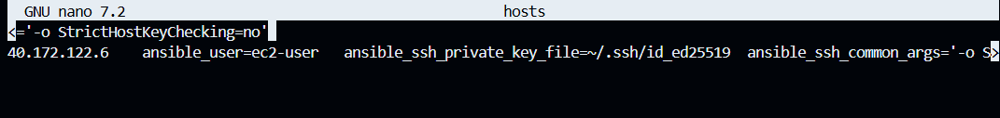 GNU nano 7.2 hosts
<='-o StrictHostKeyChecking=no'
40.172.122.6 ansible_user=ec2-user ansible_ssh_private_key_file=~/.ssh/id_ed25519 ansible_ssh_common_args='-o S>